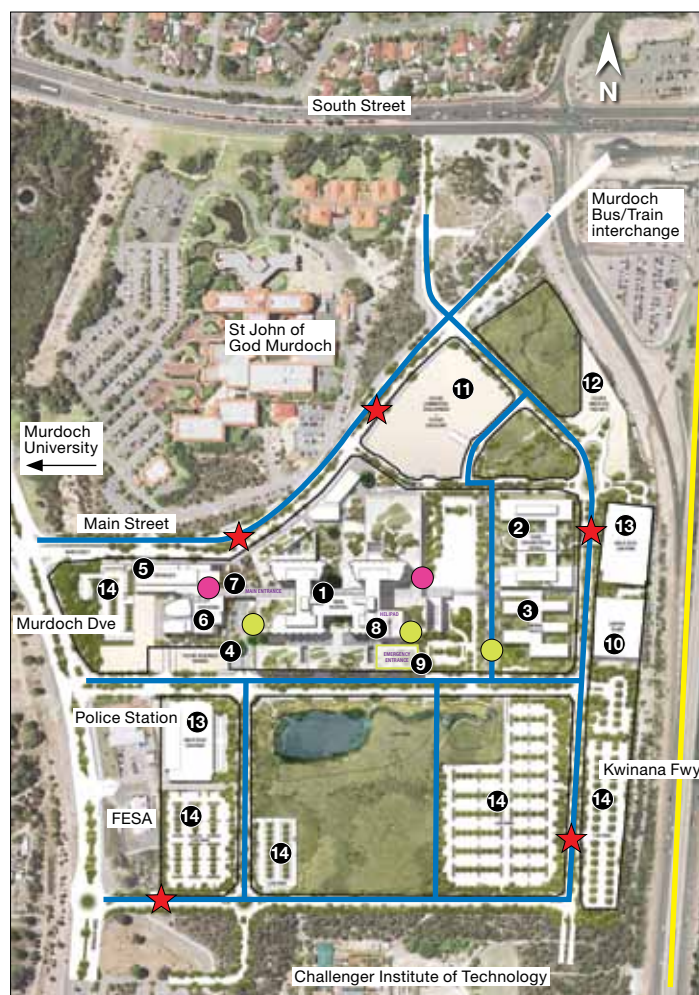 South Street
N
Murdoch
Bus/Train
interchange
St John of
God Murdoch
11
12
Murdoch
University
Main Street
2
13
5
7
MAIN ENTRANCE
1
14
3
6
HELIPAD
8
Murdoch Dve
4
EMERGENCY
ENTRANCE
9
10
Police Station
13
Kwinana Fwy
14
14
FESA
14
14
Challenger Institute of Technology